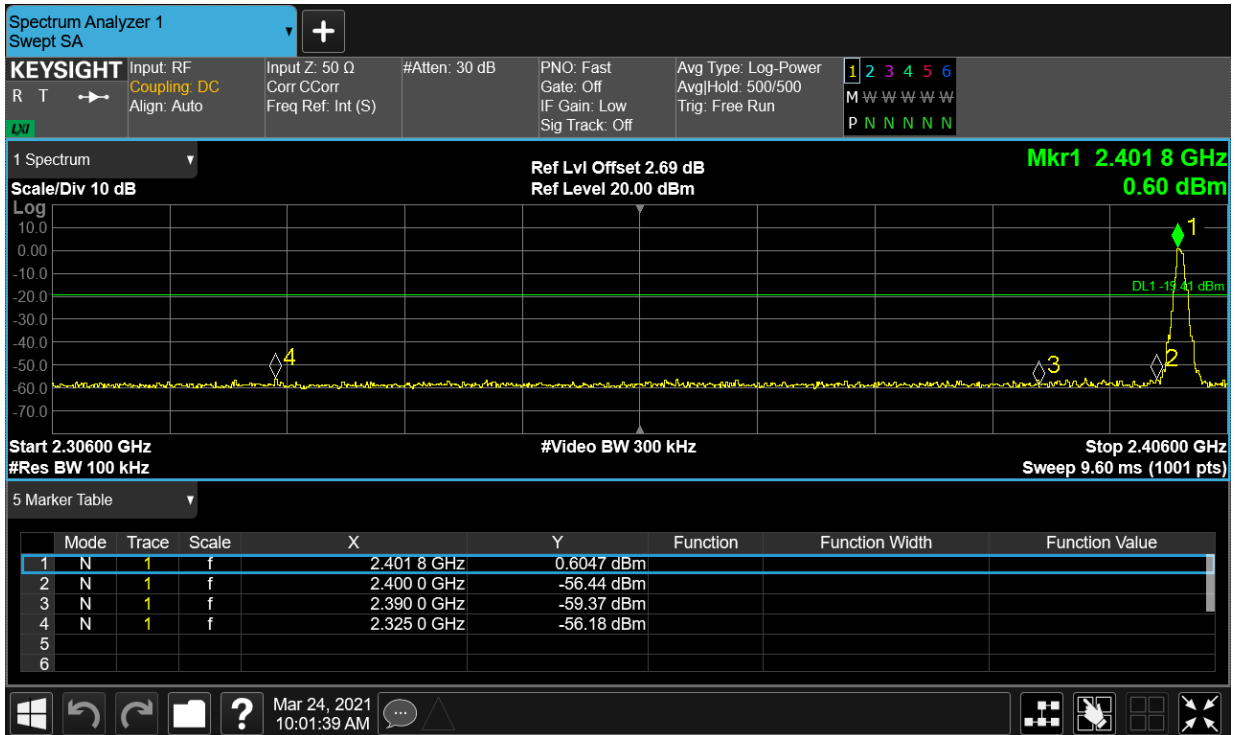 Spectrum Analyzer 1
Swept SA
KEYSIGHT
R T
LXI
Input: RF
Coupling: DC
Align: Auto
Input Z: 50 Ω
Corr CCorr
Freq Ref: Int (S)
#Atten: 30 dB
PNO: Fast
Gate: Off
IF Gain: Low
Sig Track: Off
Avg Type: Log-Power
Avg|Hold: 500/500
Trig: Free Run
1 2 3 4 5 6
M W W W W W
P N N N N N
1 Spectrum
Scale/Div 10 dB
Ref Lvl Offset 2.69 dB
Ref Level 20.00 dBm
Mkr1 2.401 8 GHz
0.60 dBm
Log
10.0
0.00
-10.0
-20.0
-30.0
-40.0
-50.0
-60.0
-70.0
1
DL1 -19.41 dBm
4
3
2
Start 2.30600 GHz
#Res BW 100 kHz
#Video BW 300 kHz
Stop 2.40600 GHz
Sweep 9.60 ms (1001 pts)
5 Marker Table
Mode Trace Scale X Y Function Function Width Function Value
1 N 1 f 2.401 8 GHz 0.6047 dBm
2 N 1 f 2.400 0 GHz -56.44 dBm
3 N 1 f 2.390 0 GHz -59.37 dBm
4 N 1 f 2.325 0 GHz -56.18 dBm
5
6
?
Mar 24, 2021
10:01:39 AM